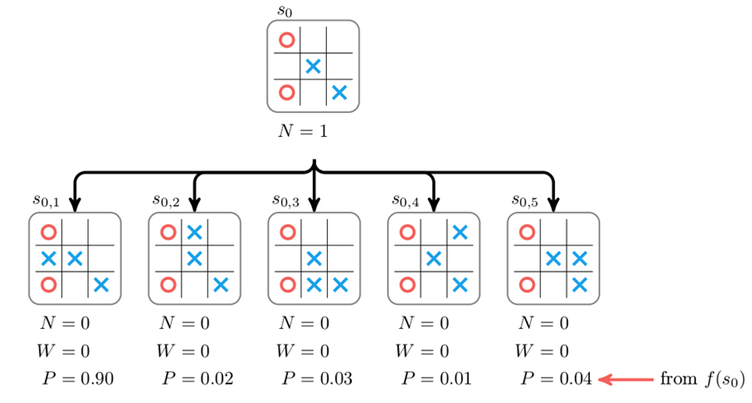 s₀
N = 1
s₀,₁ s₀,₂ s₀,₃ s₀,₄ s₀,₅
N = 0 N = 0 N = 0 N = 0 N = 0
W = 0 W = 0 W = 0 W = 0 W = 0
P = 0.90 P = 0.02 P = 0.03 P = 0.01 P = 0.04 from f(s₀)